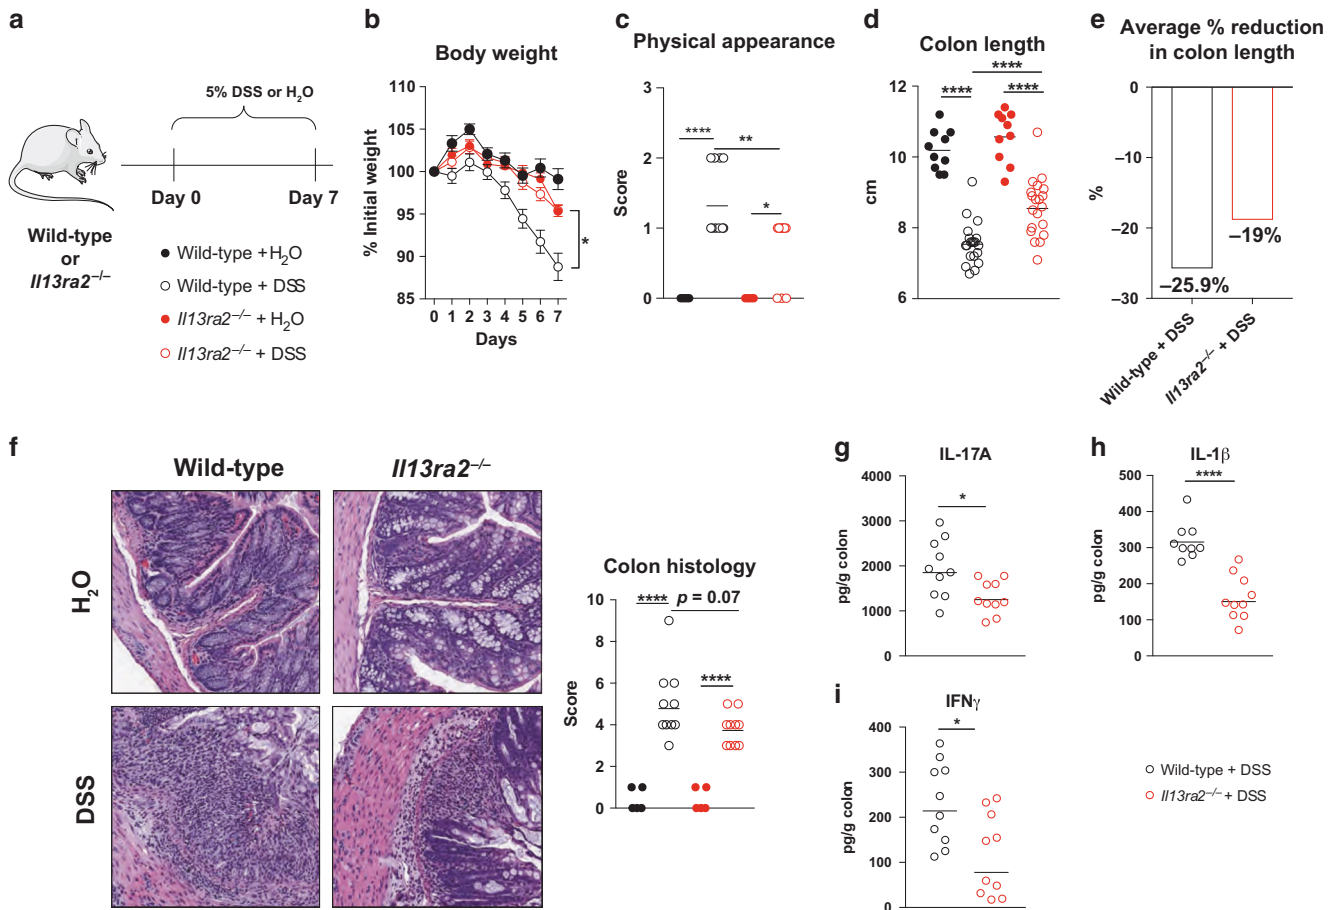 a
5% DSS or H2O
Day 0
Day 7
Wild-type
or
Il13ra2–/–
Wild-type + H2O
Wild-type + DSS
Il13ra2–/– + H2O
Il13ra2–/– + DSS
b
Body weight
% Initial weight
110
105
100
95
90
85
0 1 2 3 4 5 6 7
Days
*
c
Physical appearance
Score
3
2
1
0
****
**
*
d
Colon length
cm
12
10
8
6
****
****
****
e
Average % reduction
in colon length
%
0
–10
–20
–30
–25.9%
–19%
Wild-type + DSS
Il13ra2–/– + DSS
f
Wild-type
Il13ra2–/–
H2O
DSS
Colon histology
Score
10
8
6
4
2
0
****
p = 0.07
****
g
IL-17A
pg/g colon
4000
3000
2000
1000
0
*
h
IL-1β
pg/g colon
500
400
300
200
100
0
****
i
IFNγ
pg/g colon
400
300
200
100
0
*
Wild-type + DSS
Il13ra2–/– + DSS